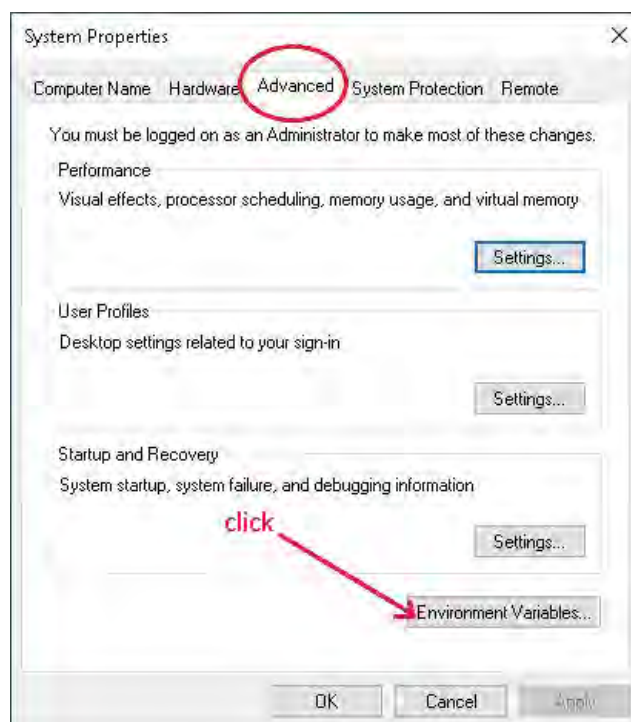 System Properties
Computer Name Hardware Advanced System Protection Remote
You must be logged on as an Administrator to make most of these changes.
Performance
Visual effects, processor scheduling, memory usage, and virtual memory
Settings...
User Profiles
Desktop settings related to your sign-in
Settings...
Startup and Recovery
System startup, system failure, and debugging information
click
Settings...
Environment Variables...
OK Cancel Apply